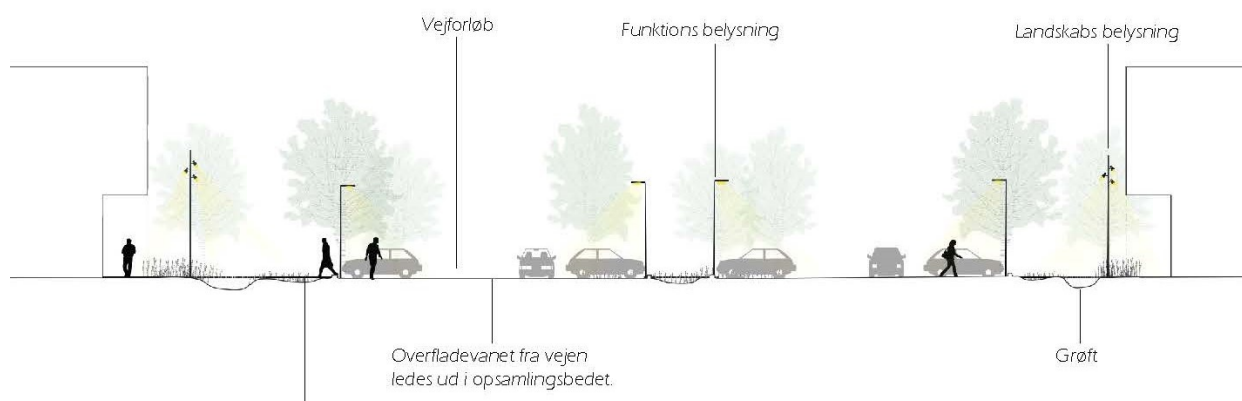 Vejforløb
Funktions belysning
Landskabs belysning
Overfladevanet fra vejen
ledes ud i opsamlingsbedet.
Grøft